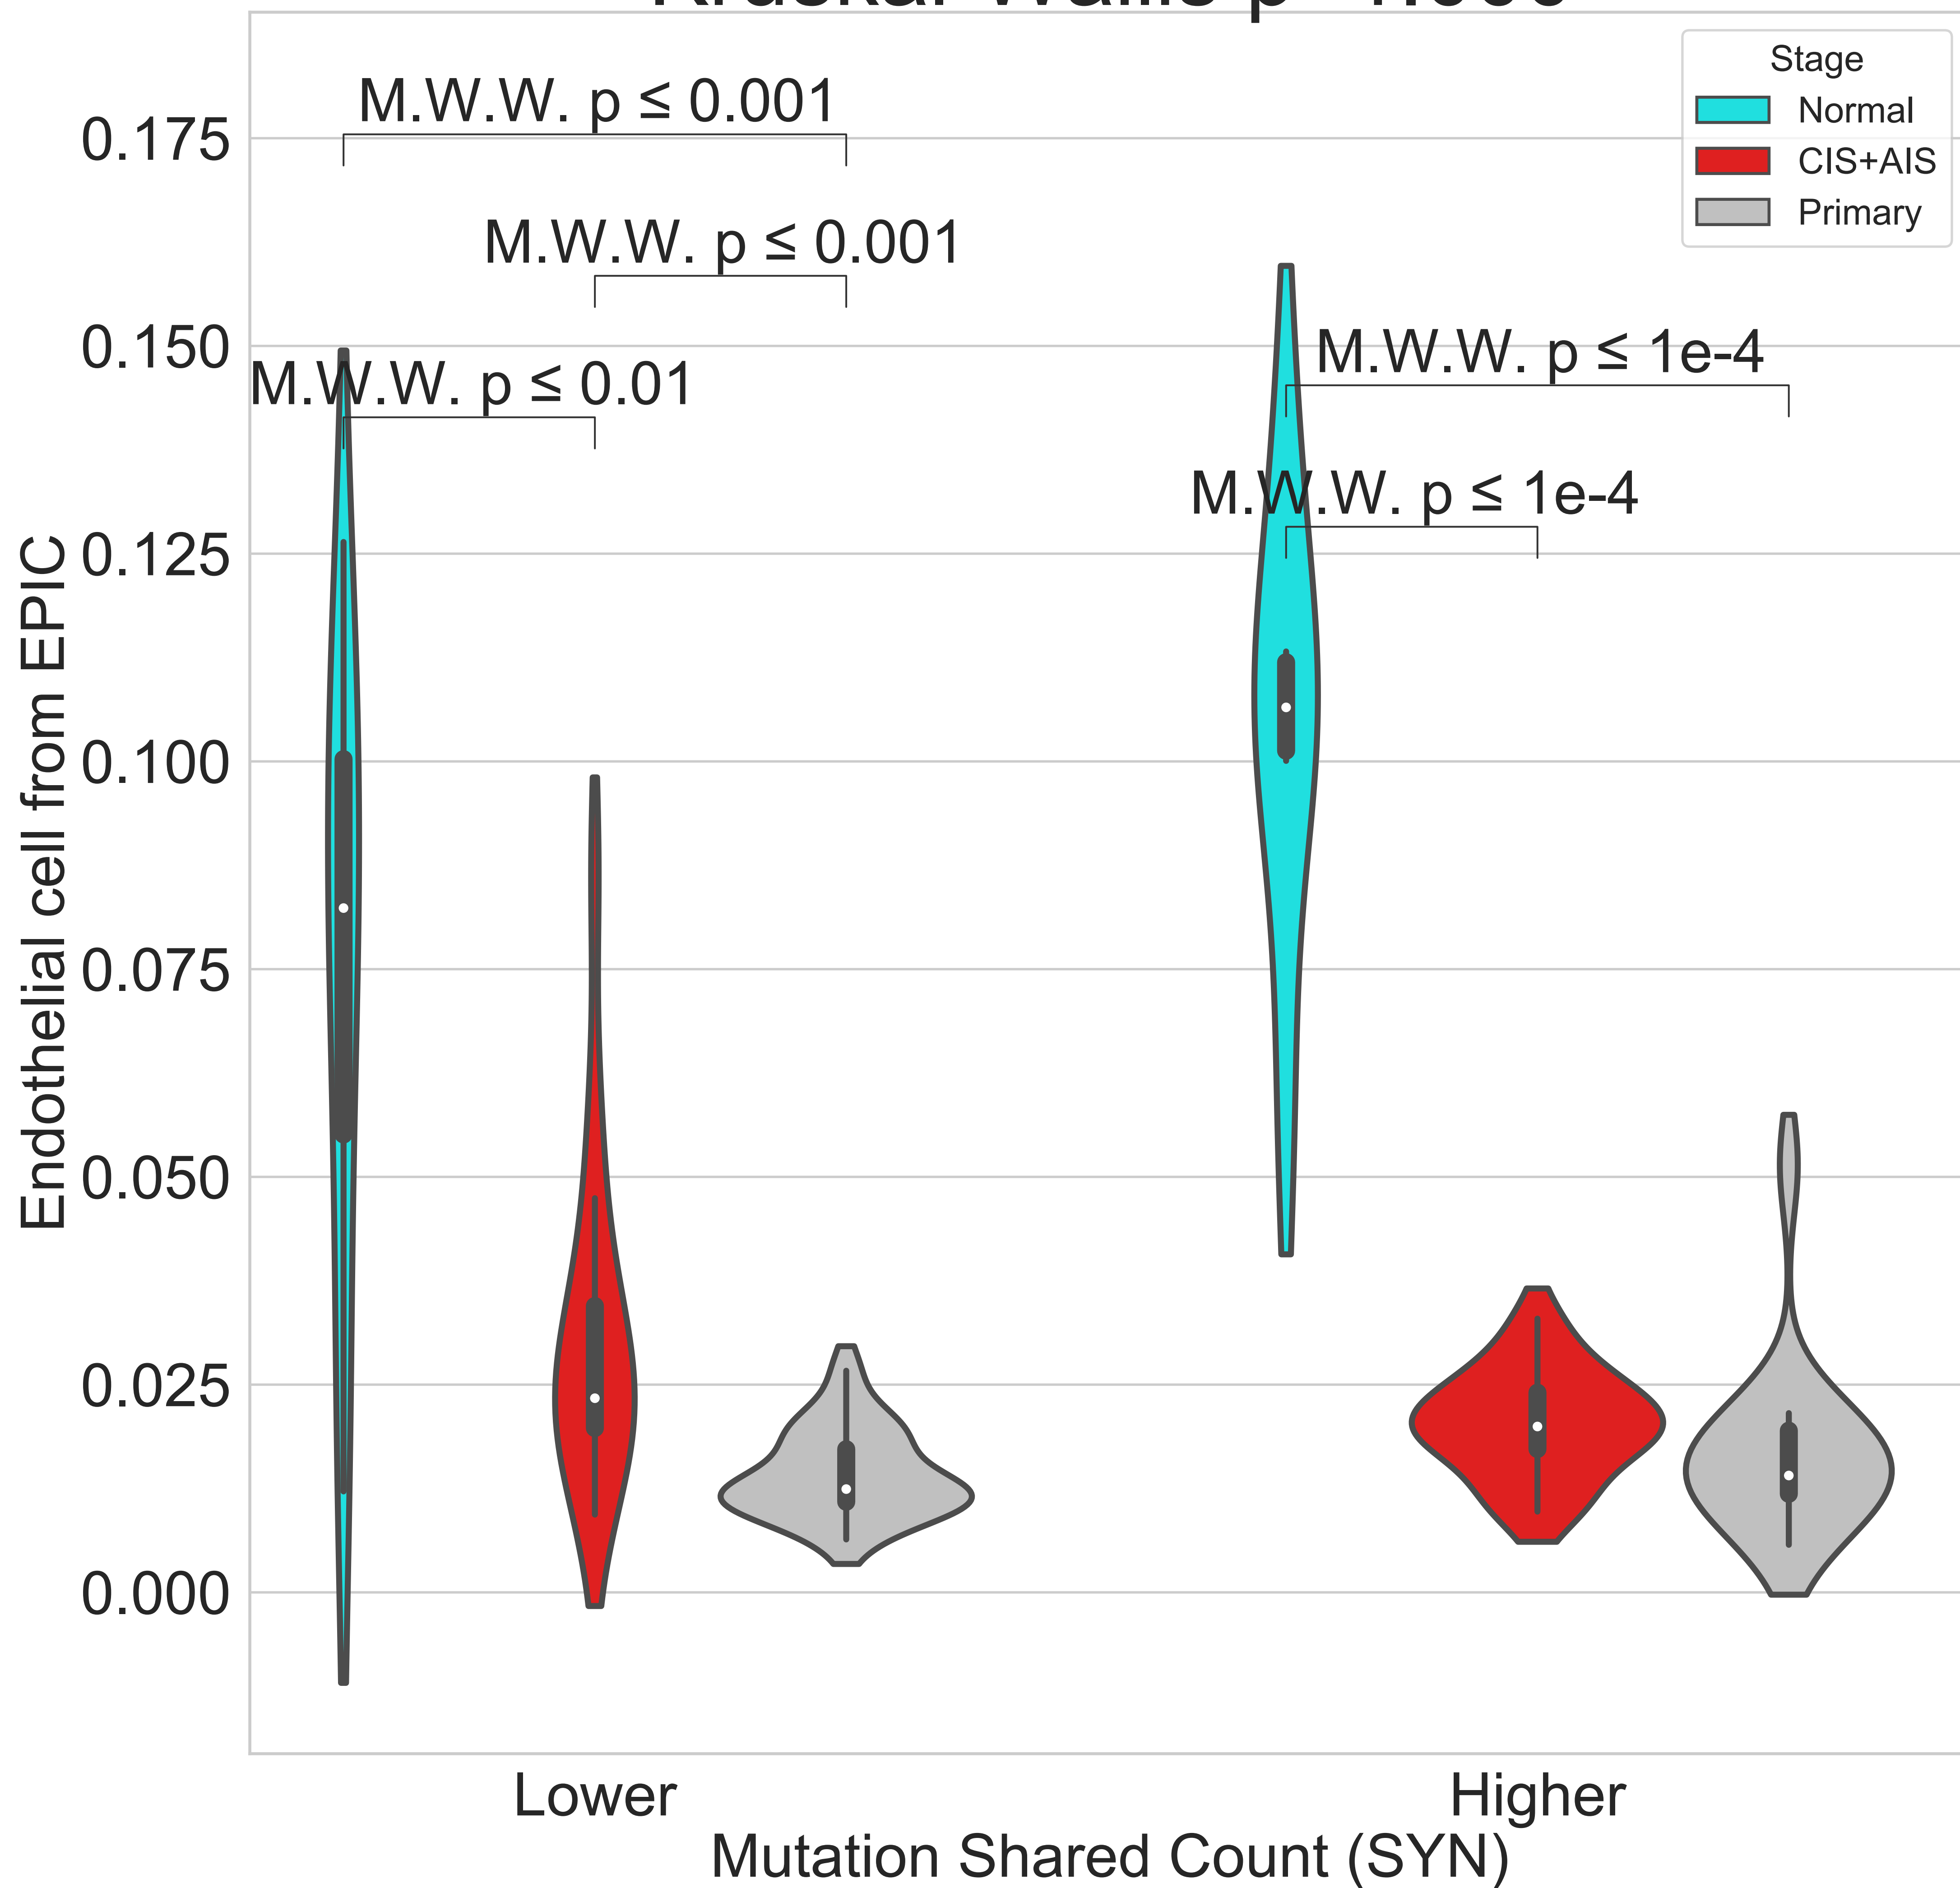 Stage
Normal
CIS+AIS
Primary
M.W.W. p ≤ 0.001
M.W.W. p ≤ 0.001
M.W.W. p ≤ 0.01
M.W.W. p ≤ 1e-4
M.W.W. p ≤ 1e-4
0.175
0.150
0.125
0.100
0.075
0.050
0.025
0.000
Endothelial cell from EPIC
Lower
Higher
Mutation Shared Count (SYN)